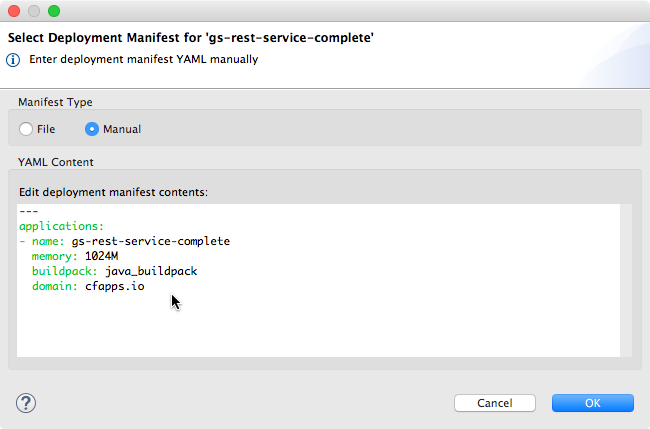 Select Deployment Manifest for 'gs-rest-service-complete'
Enter deployment manifest YAML manually
Manifest Type
File
Manual
YAML Content
Edit deployment manifest contents:
---
applications:
- name: gs-rest-service-complete
  memory: 1024M
  buildpack: java_buildpack
  domain: cfapps.io
?
Cancel
OK